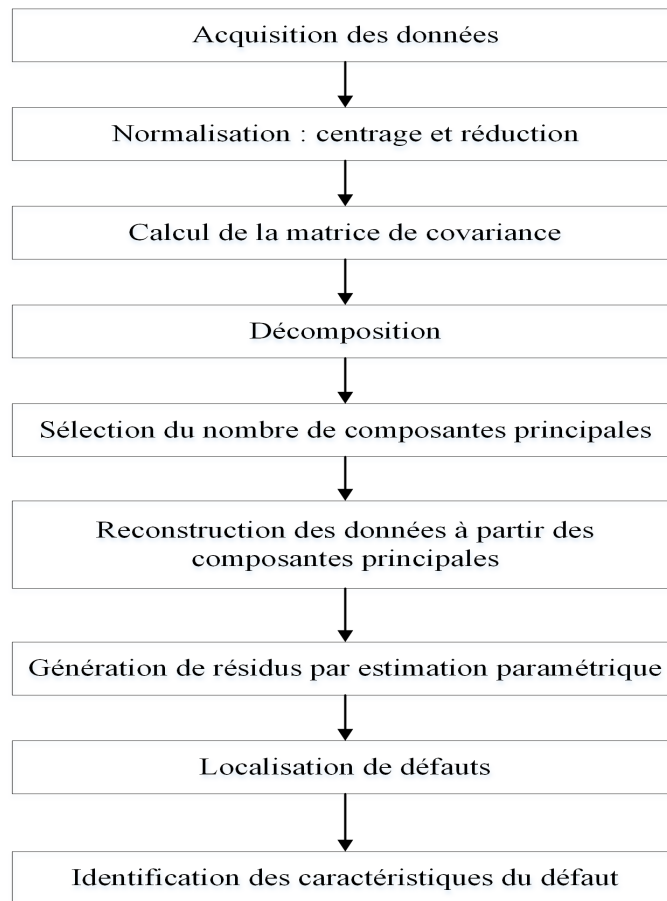 Acquisition des données
Normalisation : centrage et réduction
Calcul de la matrice de covariance
Décomposition
Sélection du nombre de composantes principales
Reconstruction des données à partir des
composantes principales
Génération de résidus par estimation paramétrique
Localisation de défauts
Identification des caractéristiques du défaut